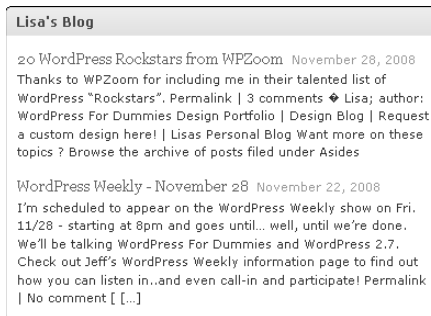 Lisa's Blog
20 WordPress Rockstars from WPZoom November 28, 2008
Thanks to WPZoom for including me in their talented list of
WordPress “Rockstars”. Permalink | 3 comments � Lisa; author:
WordPress For Dummies Design Portfolio | Design Blog | Request
a custom design here! | Lisas Personal Blog Want more on these
topics ? Browse the archive of posts filed under Asides
WordPress Weekly - November 28 November 22, 2008
I’m scheduled to appear on the WordPress Weekly show on Fri.
11/28 - starting at 8pm and goes until… well, until we’re done.
We’ll be talking WordPress For Dummies and WordPress 2.7.
Check out Jeff’s WordPress Weekly information page to find out
how you can listen in..and even call-in and participate! Permalink
| No comment [ […]